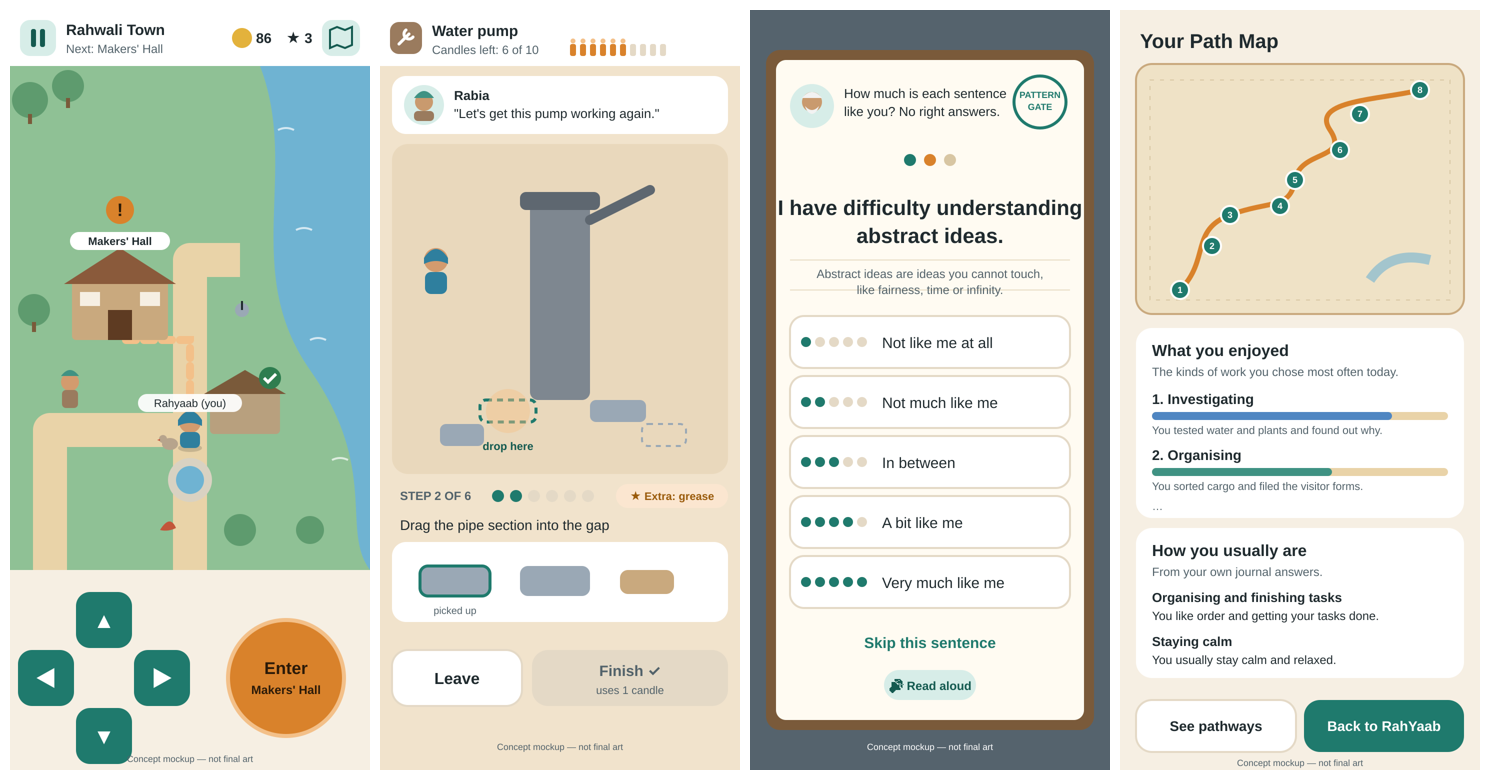 Rahwali Town
Next: Makers' Hall
86
★ 3
!
Makers' Hall
Rahyaab (you)
▲
◀
▶
▼
Enter
Makers' Hall
Concept mockup — not final art
Water pump
Candles left: 6 of 10
Rabia
"Let's get this pump working again."
drop here
STEP 2 OF 6
★ Extra: grease
Drag the pipe section into the gap
picked up
Leave
Finish ✓
uses 1 candle
Concept mockup — not final art
How much is each sentence
like you? No right answers.
PATTERN
GATE
I have difficulty understanding
abstract ideas.
Abstract ideas are ideas you cannot touch,
like fairness, time or infinity.
Not like me at all
Not much like me
In between
A bit like me
Very much like me
Skip this sentence
Read aloud
Concept mockup — not final art
Your Path Map
8
7
6
5
4
3
2
1
What you enjoyed
The kinds of work you chose most often today.
1. Investigating
You tested water and plants and found out why.
2. Organising
You sorted cargo and filed the visitor forms.
...
How you usually are
From your own journal answers.
Organising and finishing tasks
You like order and getting your tasks done.
Staying calm
You usually stay calm and relaxed.
See pathways
Back to RahYaab
Concept mockup — not final art